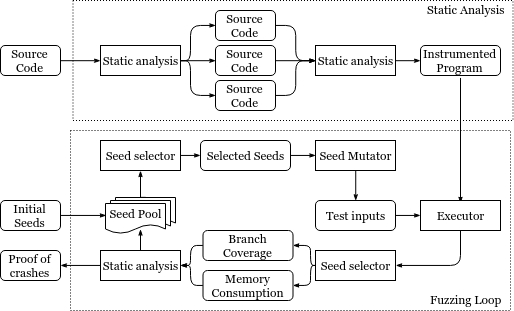 Static Analysis
Source
Code
Static analysis
Source
Code
Source
Code
Source
Code
Static analysis
Instrumented
Program
Seed selector
Selected Seeds
Seed Mutator
Initial
Seeds
Seed Pool
Test inputs
Executor
Proof of
crashes
Static analysis
Branch
Coverage
Memory
Consumption
Seed selector
Fuzzing Loop